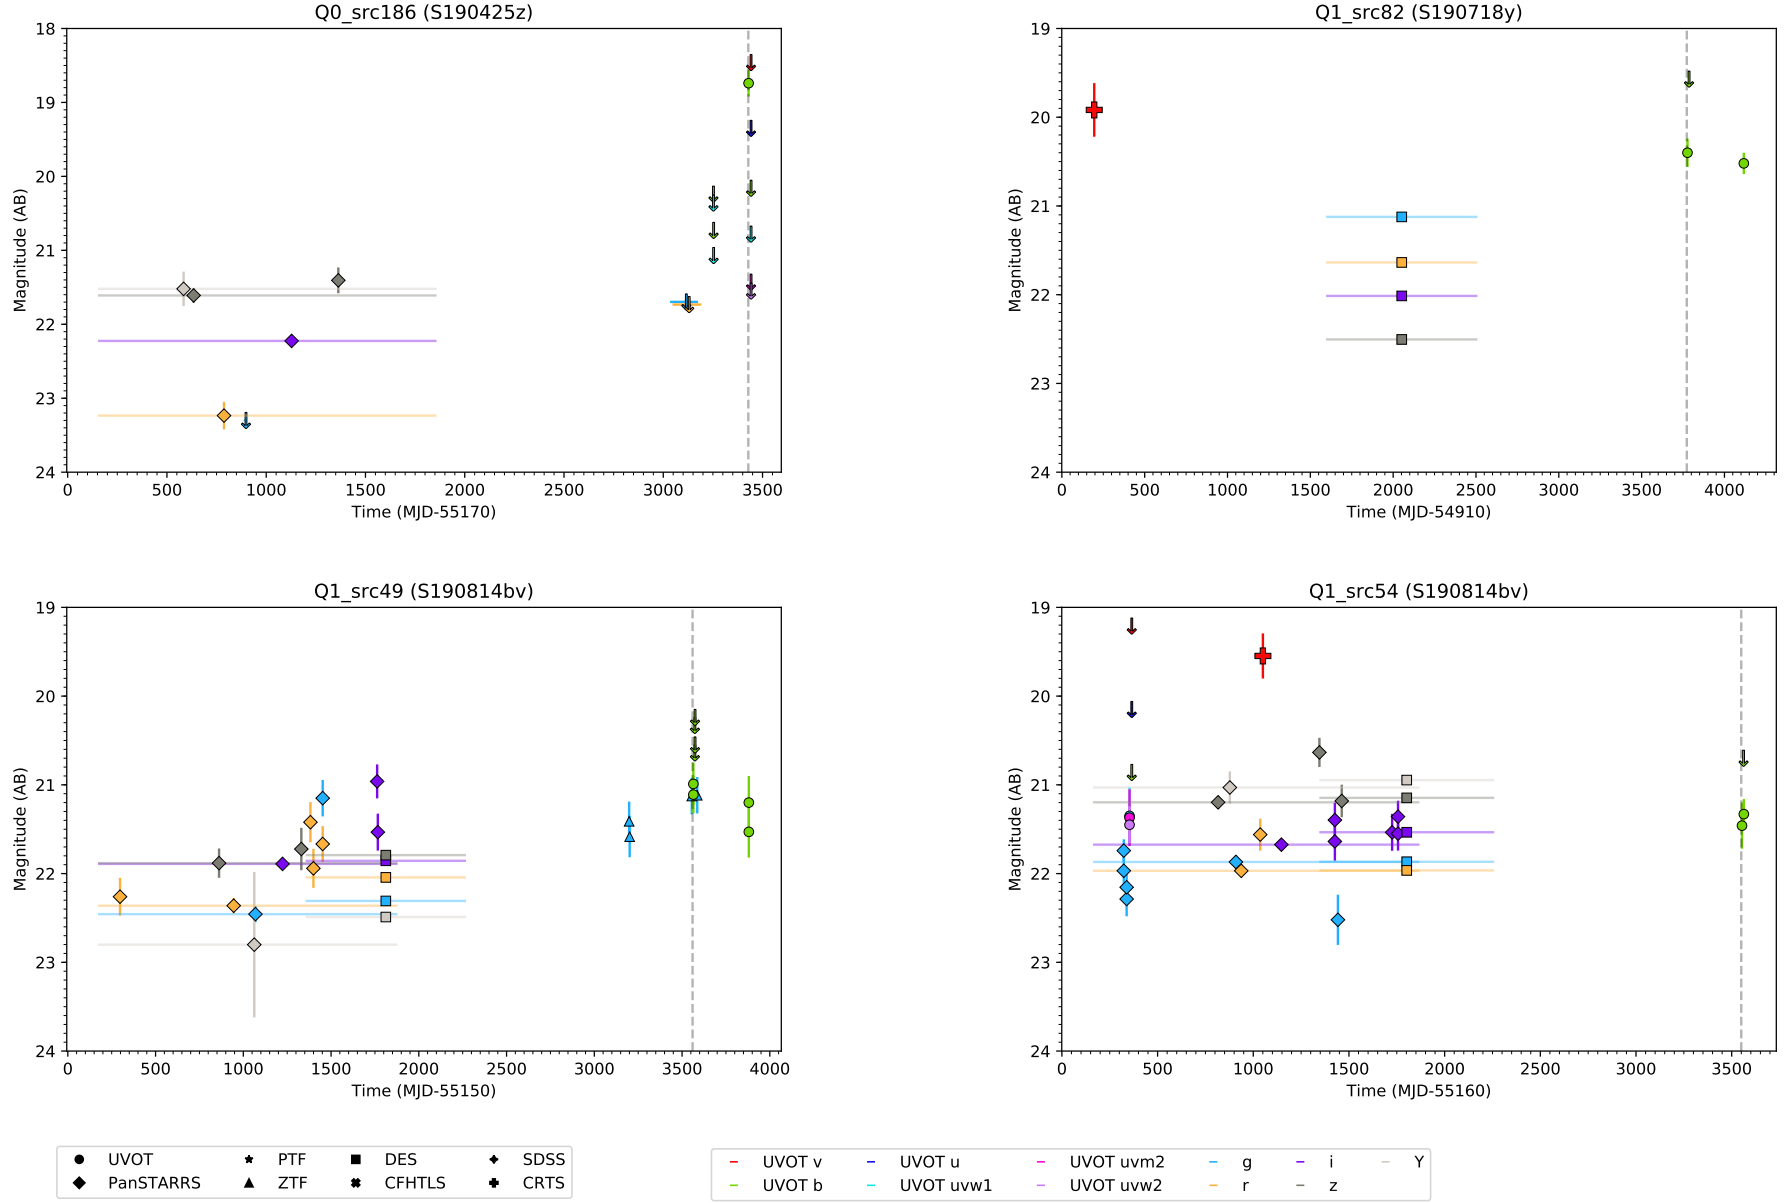 Q0_src186 (S190425z)
18
19
20
21
22
23
24
Magnitude (AB)
0 500 1000 1500 2000 2500 3000 3500
Time (MJD-55170)
Q1_src82 (S190718y)
19
20
21
22
23
24
Magnitude (AB)
0 500 1000 1500 2000 2500 3000 3500 4000
Time (MJD-54910)
Q1_src49 (S190814bv)
19
20
21
22
23
24
Magnitude (AB)
0 500 1000 1500 2000 2500 3000 3500 4000
Time (MJD-55150)
Q1_src54 (S190814bv)
19
20
21
22
23
24
Magnitude (AB)
0 500 1000 1500 2000 2500 3000 3500
Time (MJD-55160)
UVOT PTF DES SDSS
PanSTARRS ZTF CFHTLS CRTS
UVOT v UVOT u UVOT uvm2 g i Y
UVOT b UVOT uvw1 UVOT uvw2 r z